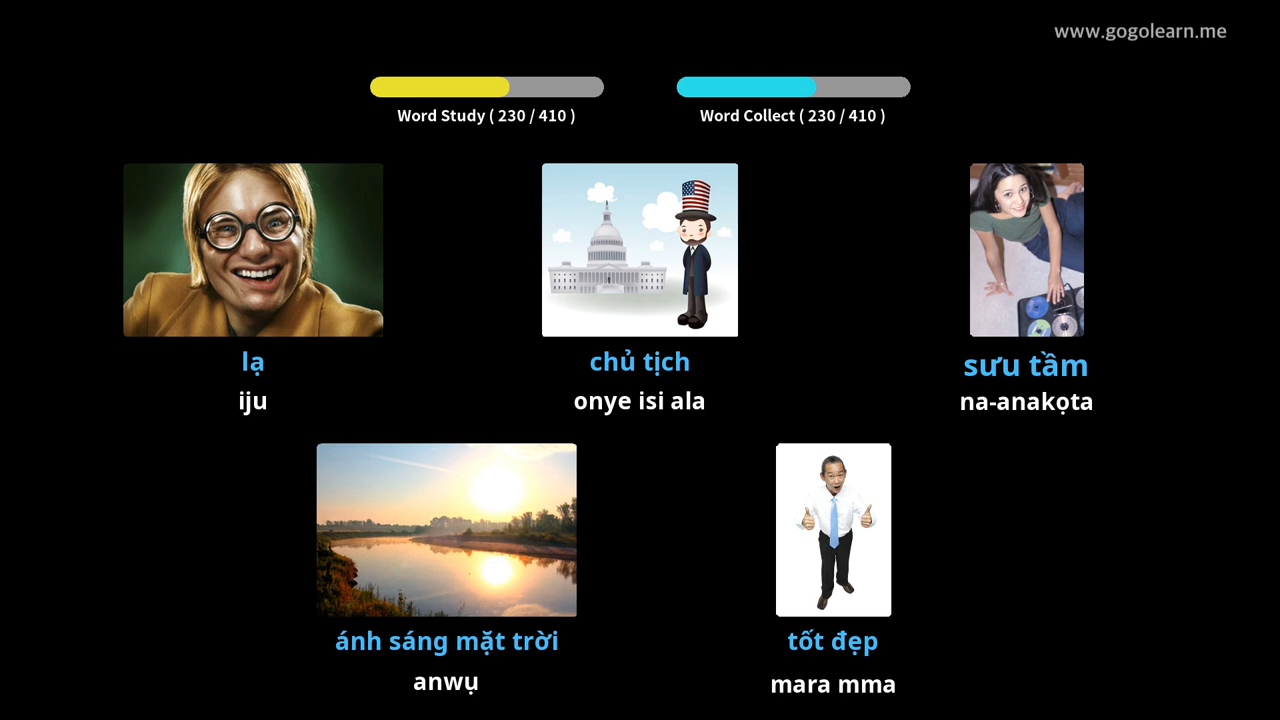 www.gogolearn.me
Word Study ( 230 / 410 )
Word Collect ( 230 / 410 )
lạ
iju
chủ tịch
onye isi ala
sưu tầm
na-anakọta
ánh sáng mặt trời
anwụ
tốt đẹp
mara mma